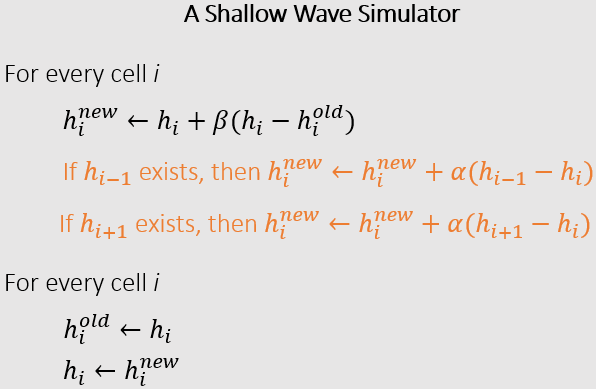 A Shallow Wave Simulator
For every cell i
h_i^{new} ← h_i + β(h_i − h_i^{old})
If h_{i−1} exists, then h_i^{new} ← h_i^{new} + α(h_{i−1} − h_i)
If h_{i+1} exists, then h_i^{new} ← h_i^{new} + α(h_{i+1} − h_i)
For every cell i
h_i^{old} ← h_i
h_i ← h_i^{new}